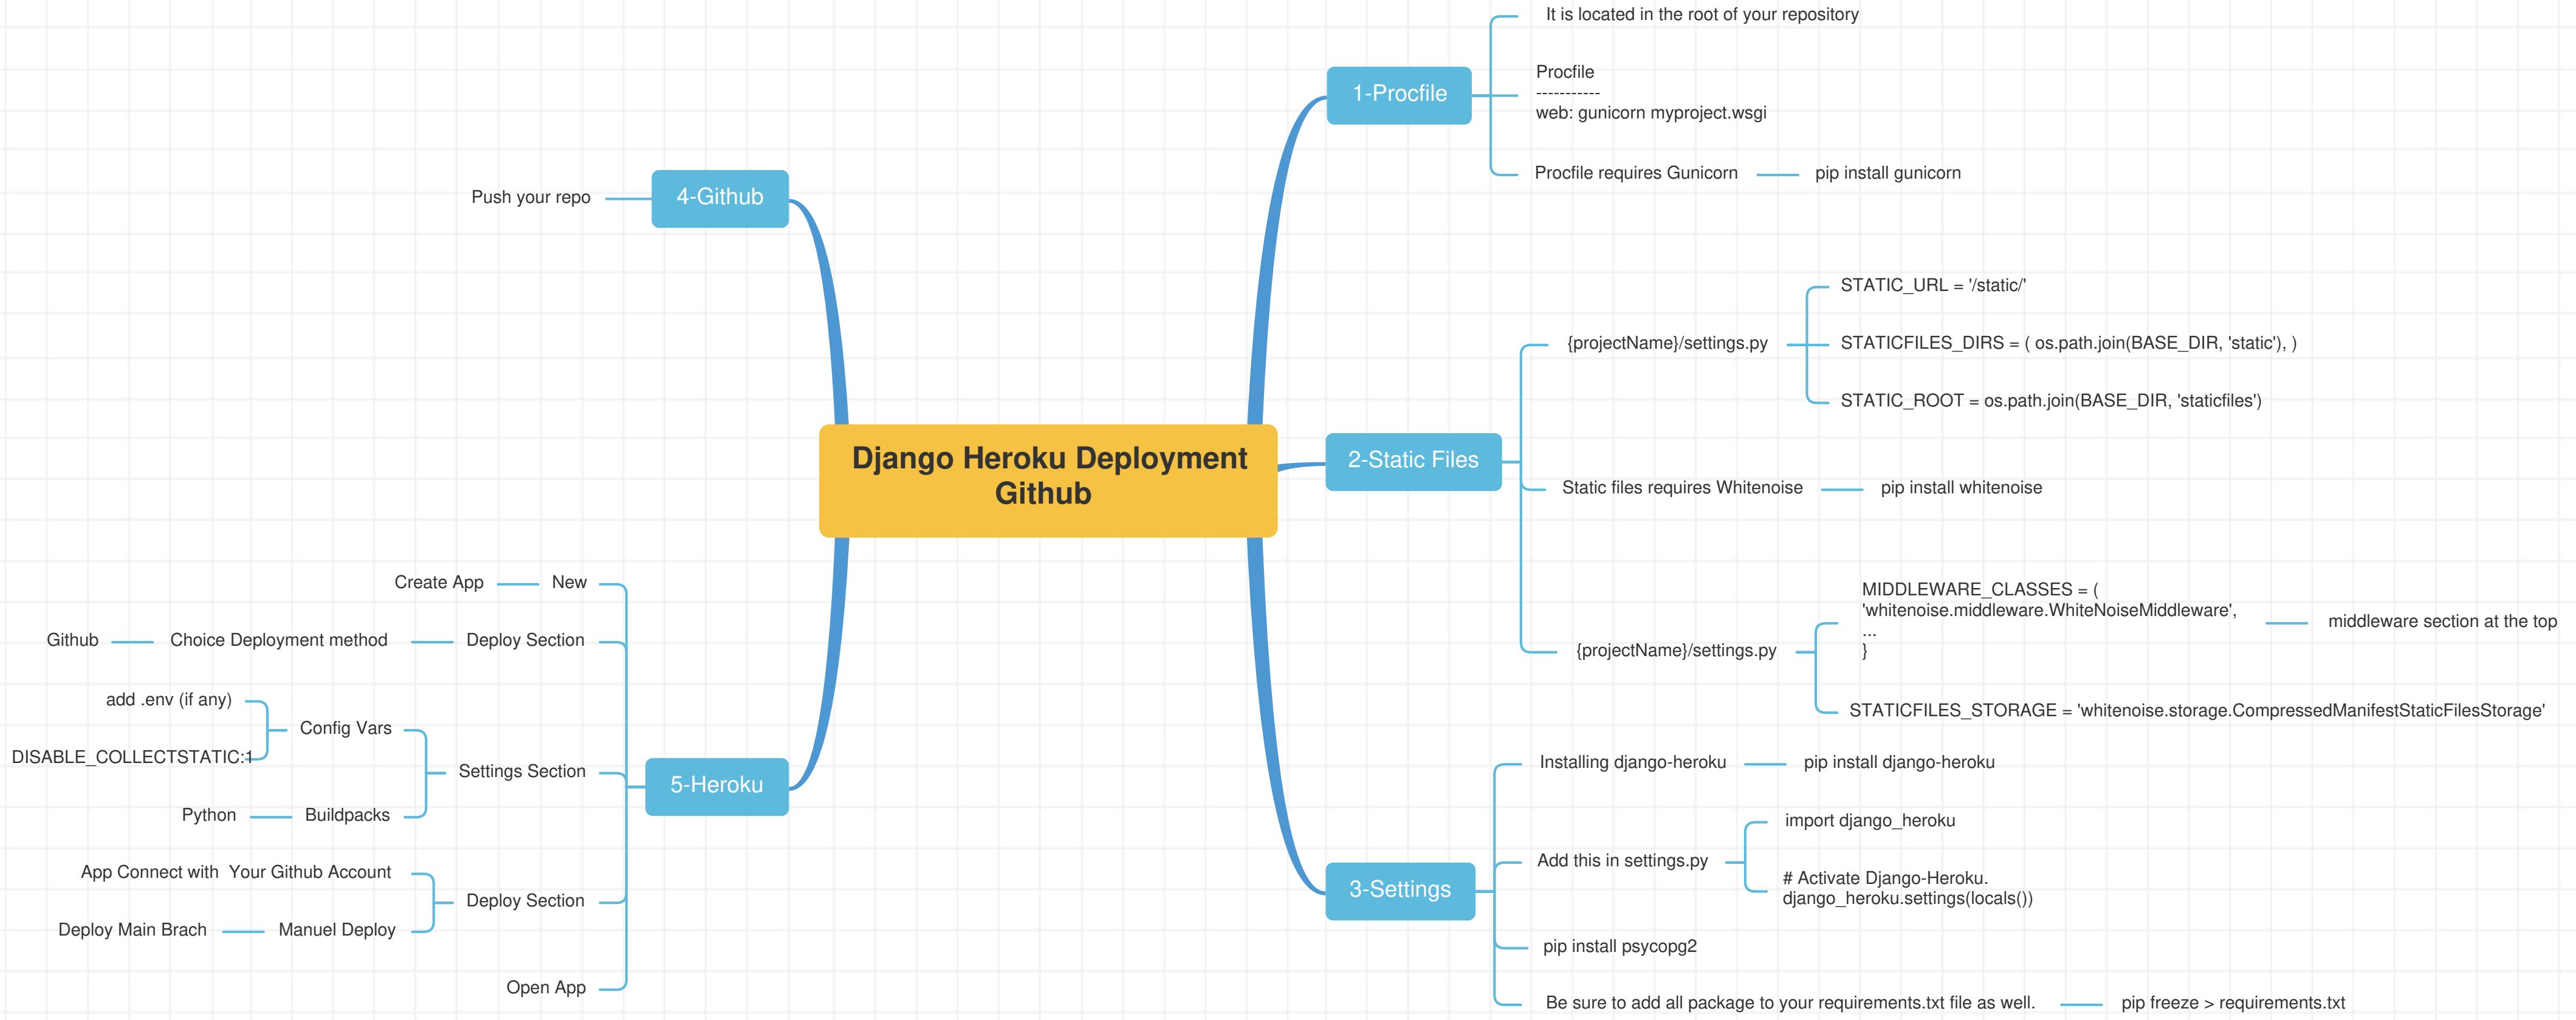 Django Heroku Deployment
Github
1-Procfile
It is located in the root of your repository
Procfile
-----------
web: gunicorn myproject.wsgi
Procfile requires Gunicorn
pip install gunicorn
2-Static Files
{projectName}/settings.py
STATIC_URL = '/static/'
STATICFILES_DIRS = ( os.path.join(BASE_DIR, 'static'), )
STATIC_ROOT = os.path.join(BASE_DIR, 'staticfiles')
Static files requires Whitenoise
pip install whitenoise
{projectName}/settings.py
MIDDLEWARE_CLASSES = (
'whitenoise.middleware.WhiteNoiseMiddleware',
...
}
middleware section at the top
STATICFILES_STORAGE = 'whitenoise.storage.CompressedManifestStaticFilesStorage'
3-Settings
Installing django-heroku
pip install django-heroku
Add this in settings.py
import django_heroku
# Activate Django-Heroku.
django_heroku.settings(locals())
pip install psycopg2
Be sure to add all package to your requirements.txt file as well.
pip freeze > requirements.txt
4-Github
Push your repo
5-Heroku
New
Create App
Deploy Section
Choice Deployment method
Github
Settings Section
Config Vars
add .env (if any)
DISABLE_COLLECTSTATIC:1
Buildpacks
Python
Deploy Section
App Connect with  Your Github Account
Manuel Deploy
Deploy Main Brach
Open App